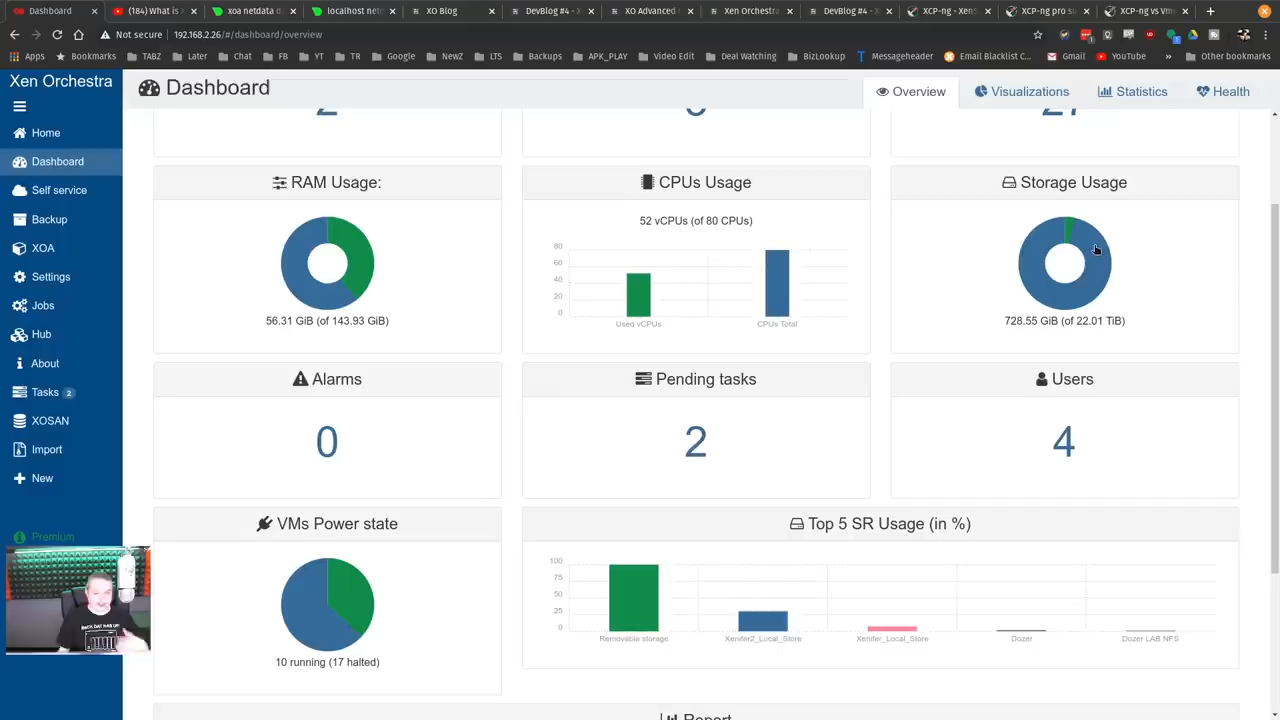 Dashboard
(184) What is
xoa netdata d
localhost net
XO Blog
DevBlog #4 - X
XO Advanced
Xen Orchestra
DevBlog #4 - X
XCP-ng - XenS
XCP-ng pro su
XCP-ng vs Vmw
Not secure 192.168.2.26/#/dashboard/overview
Apps
Bookmarks
TABZ
Later
Chat
FB
YT
TR
Google
NewZ
LTS
Backups
APK_PLAY
Video Edit
Deal Watching
BizLookup
Messageheader
Email Blacklist C...
Gmail
YouTube
»
Other bookmarks
Xen Orchestra
Home
Dashboard
Self service
Backup
XOA
Settings
Jobs
Hub
About
Tasks 2
XOSAN
Import
New
Premium
Dashboard
Overview
Visualizations
Statistics
Health
RAM Usage:
56.31 GiB (of 143.93 GiB)
CPUs Usage
52 vCPUs (of 80 CPUs)
80
60
40
20
0
Used vCPUs
CPUs Total
Storage Usage
728.55 GiB (of 22.01 TiB)
Alarms
0
Pending tasks
2
Users
4
VMs Power state
10 running (17 halted)
Top 5 SR Usage (in %)
100
75
50
25
0
Removable storage
Xenifer2_Local_Store
Xenifer_Local_Store
Dozer
Dozer LAB NFS
Report